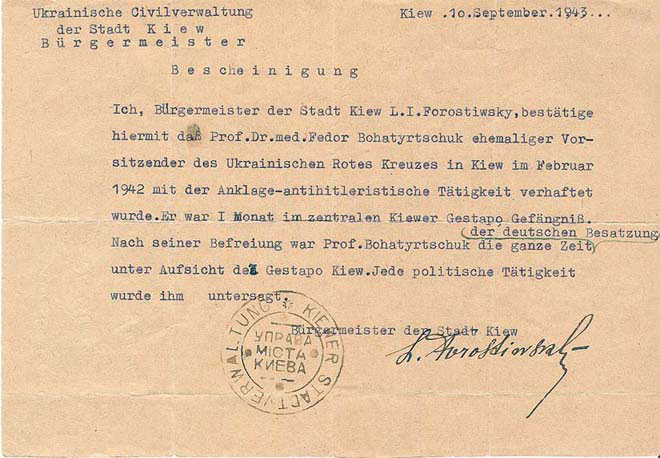 Ukrainische Civilverwaltung
der Stadt Kiew
Bürgermeister
Kiew .10.September.1943...
Bescheinigung
Ich, Bürgermeister der Stadt Kiew L.I.Forostiwsky,bestätige
hiermit daß Prof.Dr.med.Fedor Bohatyrtschuk ehemaliger Vor-
sitzender des Ukrainischen Rotes Kreuzes in Kiew im Februar
1942 mit der Anklage-antihitleristische Tätigkeit verhaftet
wurde.Er war I Monat im zentralen Kiewer Gestapo Gefängniß.
der deutschen Besatzung
Nach seiner Befreiung war Prof.Bohatyrtschuk die ganze Zeit
unter Aufsicht der Gestapo Kiew.Jede politische Tätigkeit
wurde ihm untersagt.
Bürgermeister der Stadt Kiew
L. Forostiwsky
KIEWER STADTVERWALTUNG
УПРАВА
МІСТА
КИЕВА